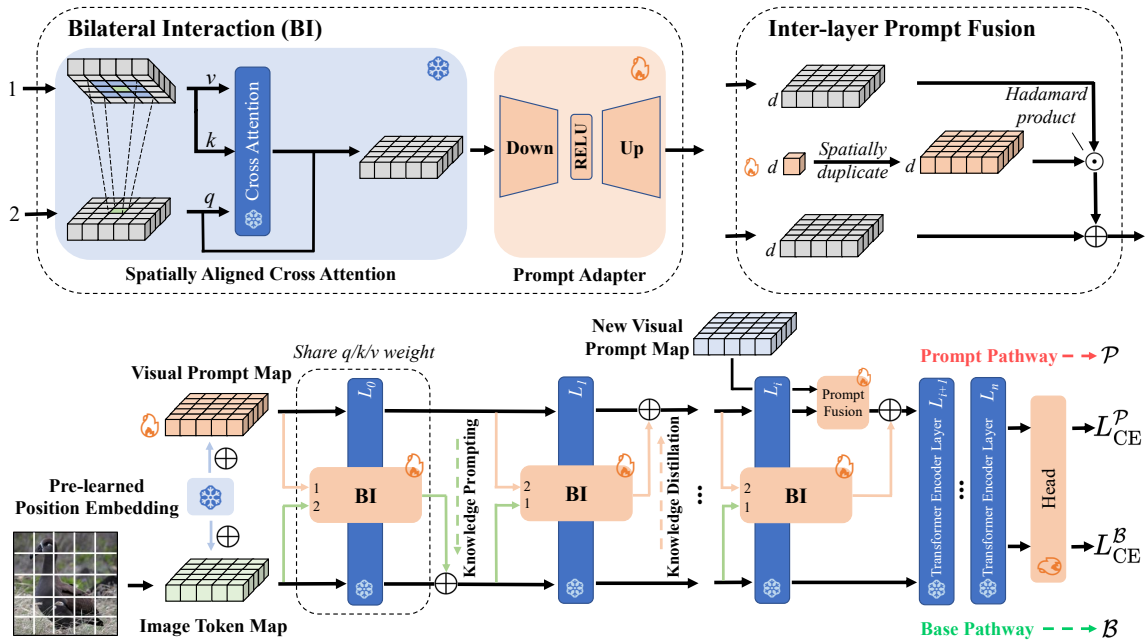 Bilateral Interaction (BI)
1
2
v
k
q
Cross Attention
Spatially Aligned Cross Attention
Down
RELU
Up
Prompt Adapter
Inter-layer Prompt Fusion
d
Hadamard
product
d
Spatially
duplicate
d
d
Share q/k/v weight
New Visual
Prompt Map
Prompt Pathway
𝒫
Visual Prompt Map
L₀
L₁
Lᵢ
Prompt
Fusion
Lᵢ₊₁
Transformer Encoder Layer
Lₙ
Transformer Encoder Layer
...
Head
L_CE^𝒫
L_CE^ℬ
Pre-learned
Position Embedding
1
2
BI
Knowledge Prompting
2
1
BI
Knowledge Distillation
...
2
1
BI
Image Token Map
Base Pathway
ℬ